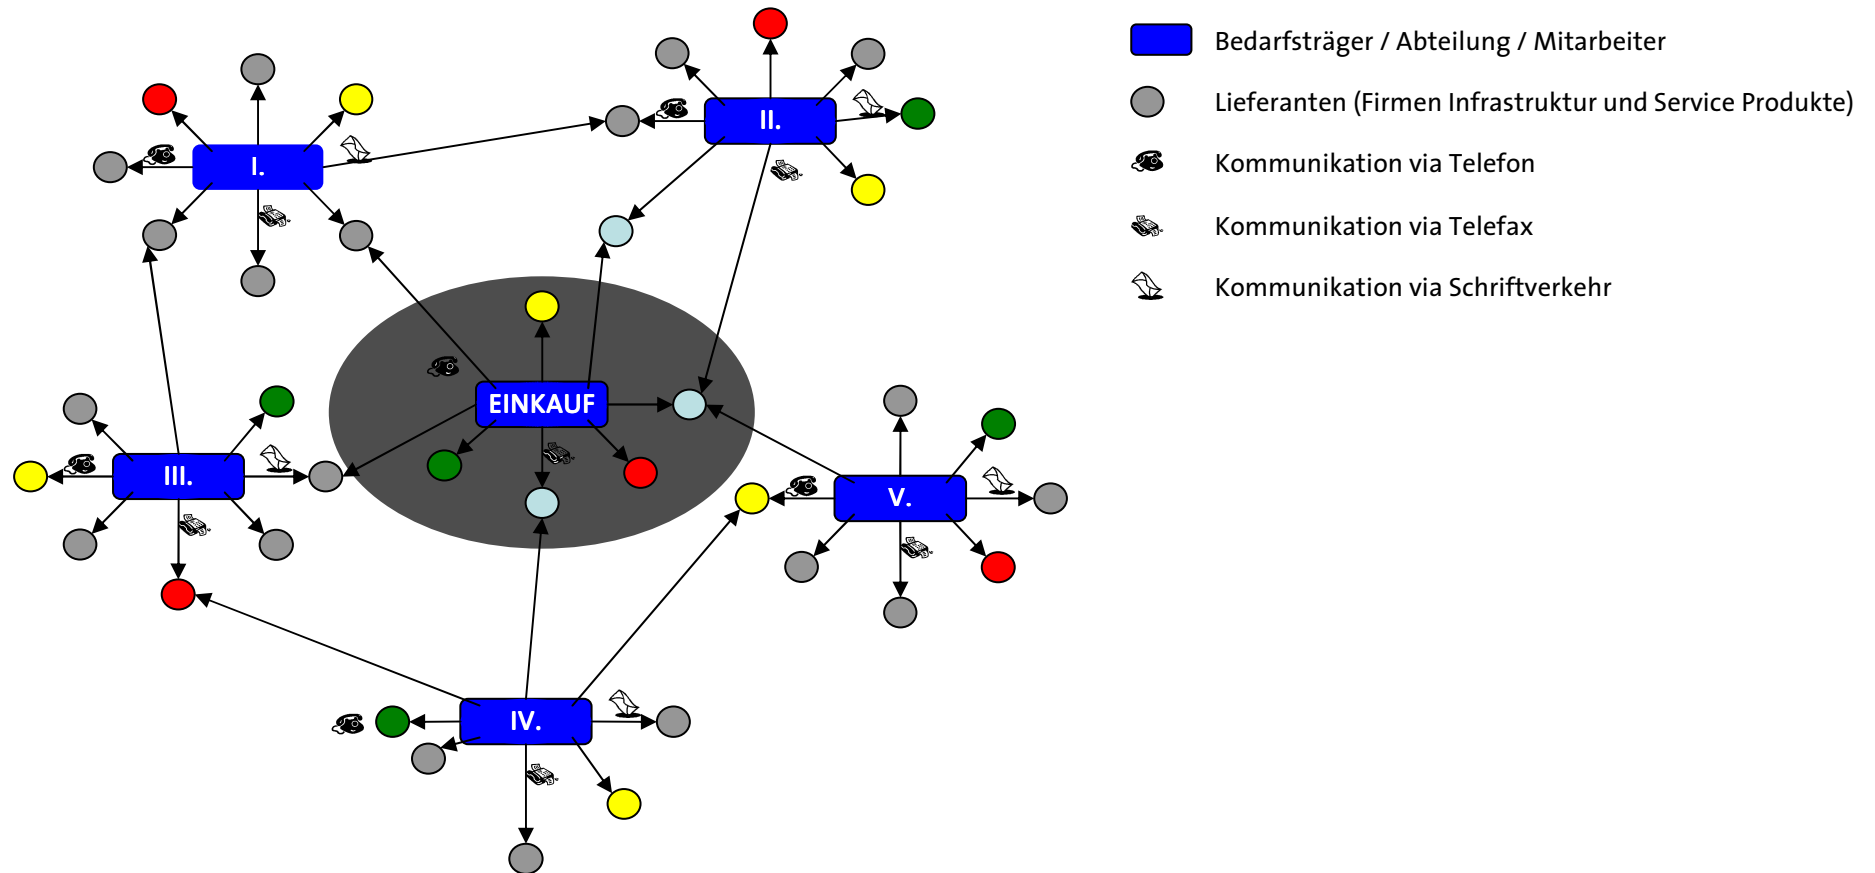 Bedarfsträger / Abteilung / Mitarbeiter
Lieferanten (Firmen Infrastruktur und Service Produkte)
Kommunikation via Telefon
Kommunikation via Telefax
Kommunikation via Schriftverkehr
I.
II.
EINKAUF
III.
V.
IV.